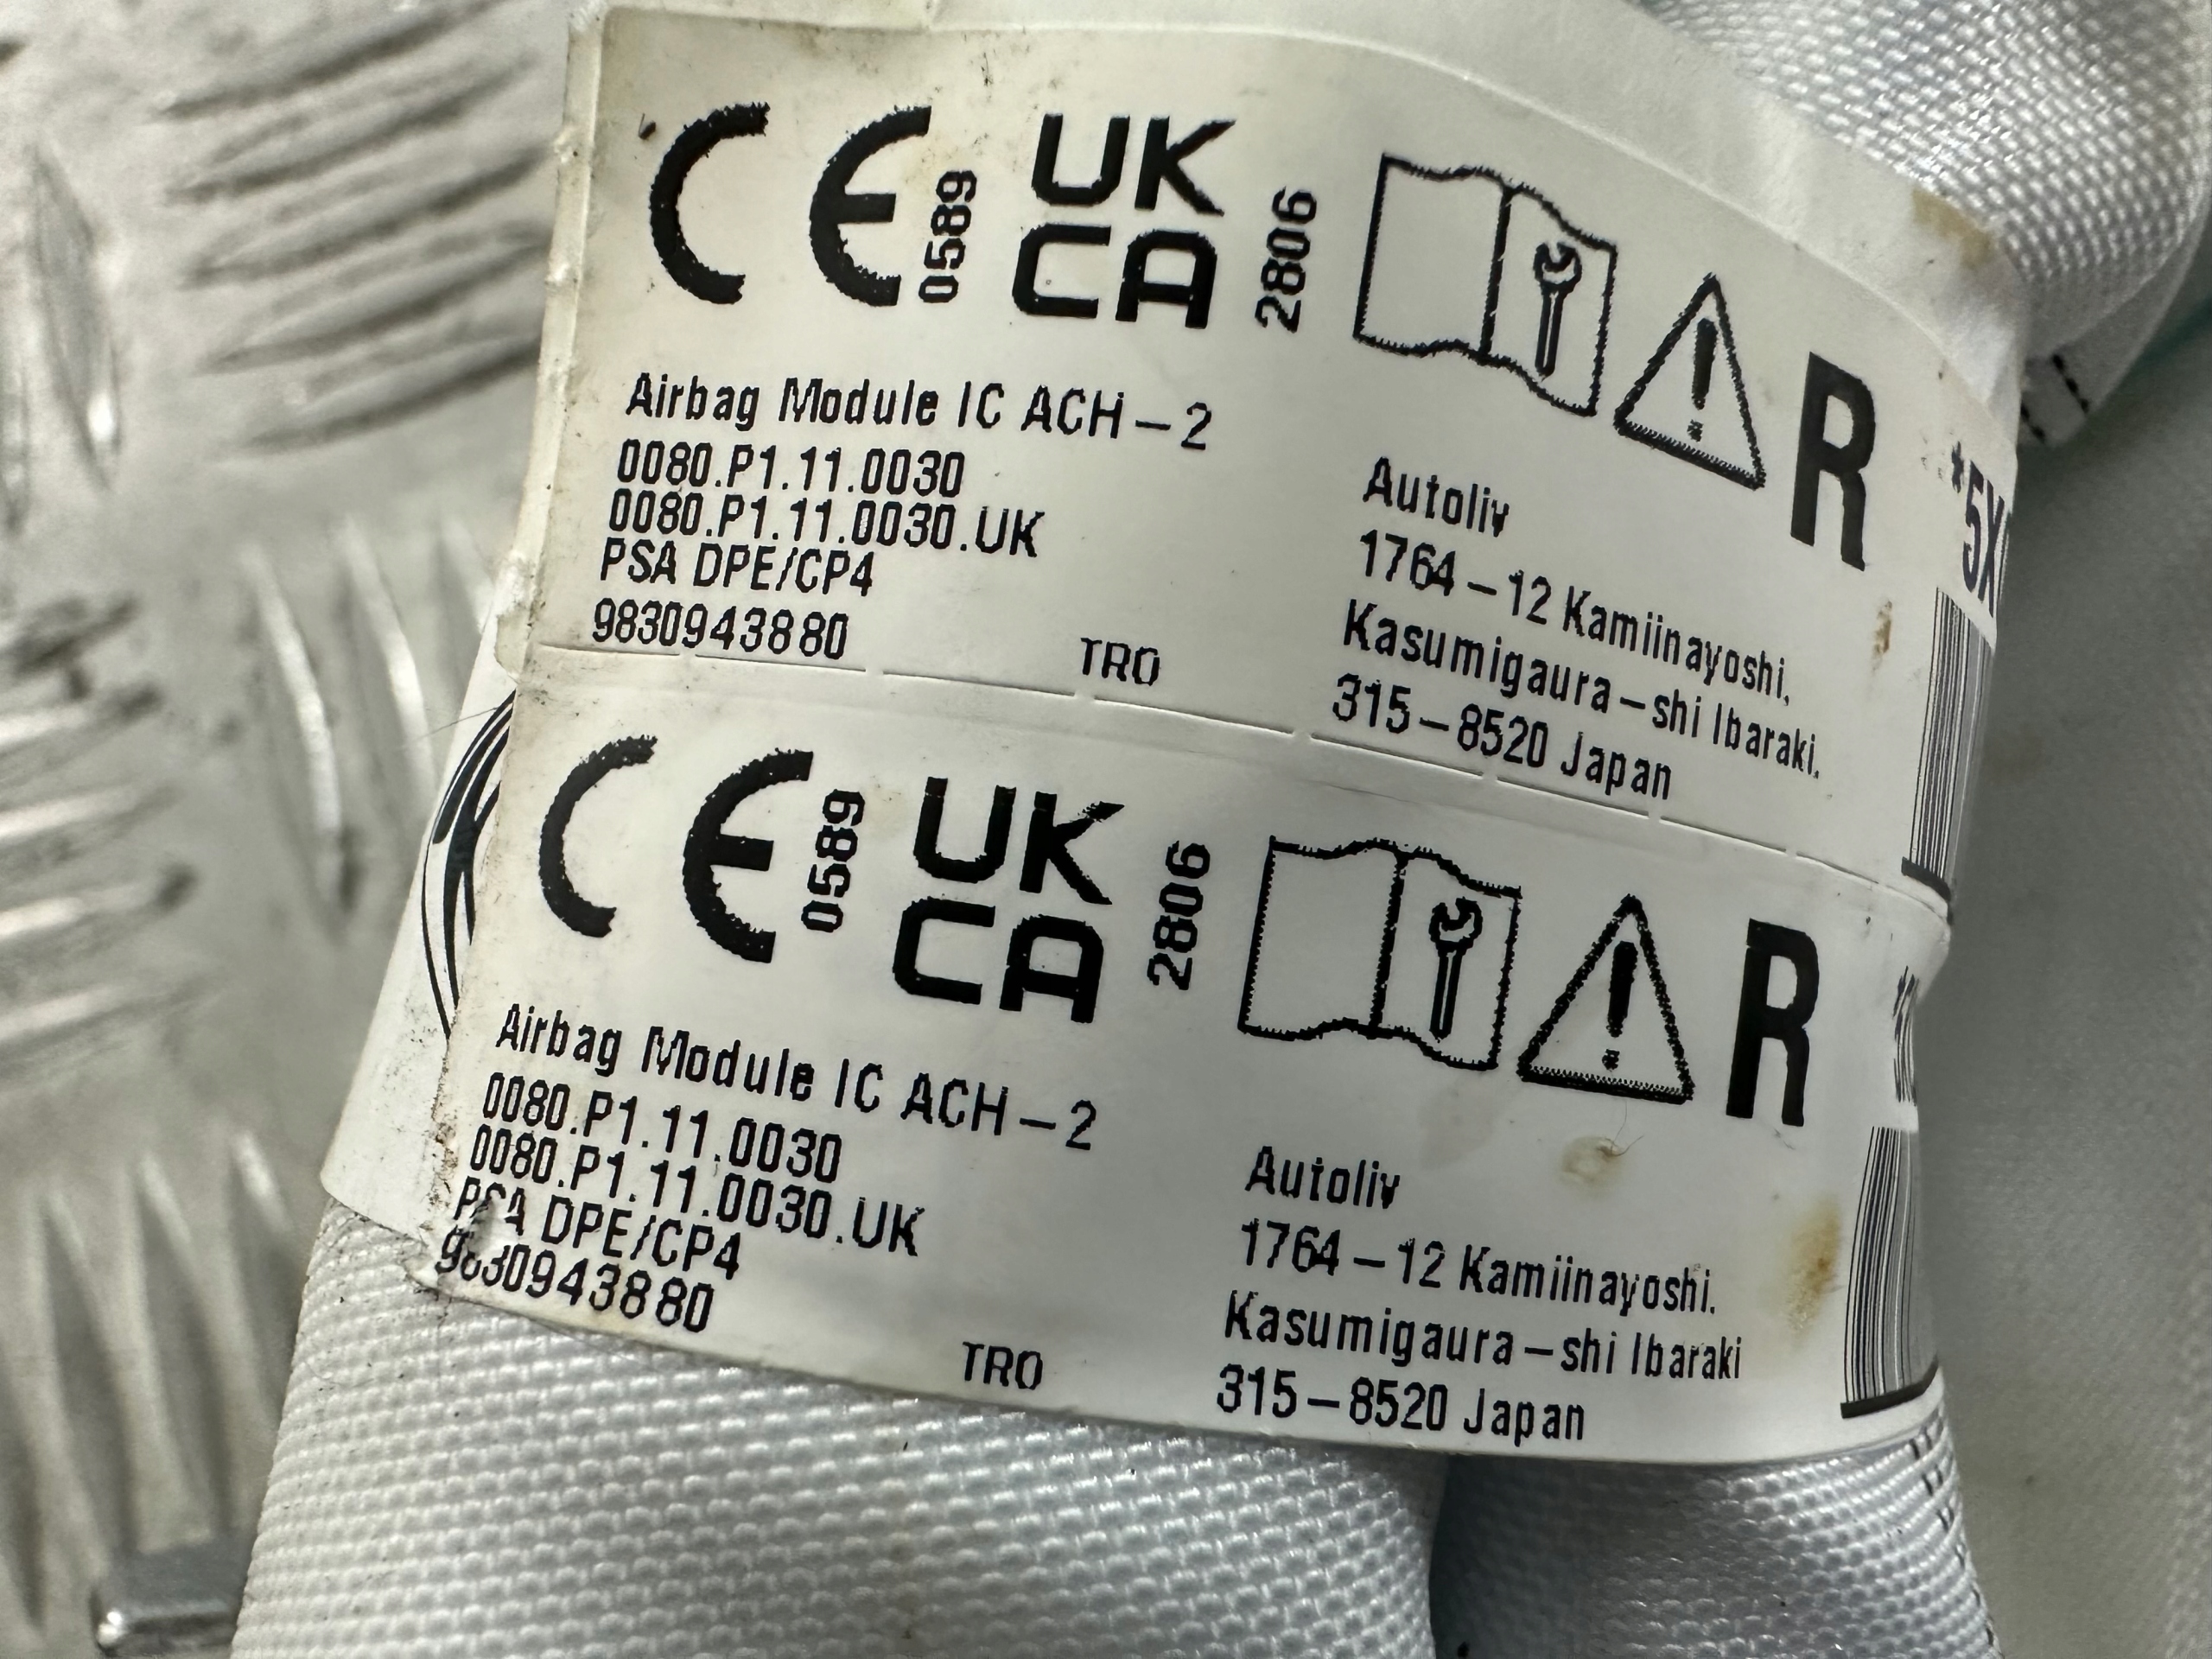 CE 0589 UK CA 2806
R
*5X
Airbag Module IC ACH-2
0080.P1.11.0030
0080.P1.11.0030.UK
PSA DPE/CP4
9830943880
TRO
Autoliv
1764-12 Kamiinayoshi,
Kasumigaura-shi Ibaraki.
315-8520 Japan
CE 0589 UK CA 2806
R
Airbag Module IC ACH-2
0080.P1.11.0030
0080.P1.11.0030.UK
PSA DPE/CP4
9830943880
TRO
Autoliv
1764-12 Kamiinayoshi.
Kasumigaura-shi Ibaraki
315-8520 Japan